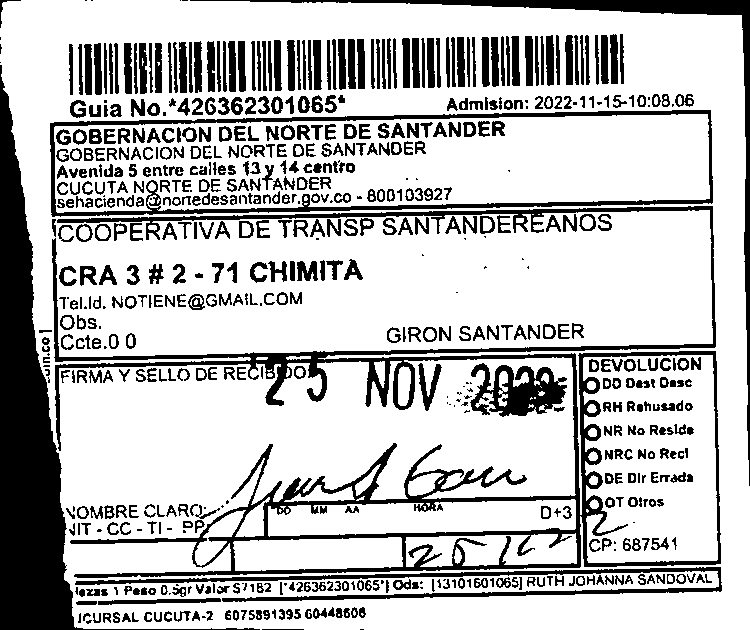 Guia No.*426362301065*
Admision: 2022-11-15-10:08.06
GOBERNACION DEL NORTE DE SANTANDER
GOBERNACION DEL NORTE DE SANTANDER
Avenida 5 entre calles 13 y 14 centro
CUCUTA NORTE DE SANTANDER
sehacienda@nortedesantander.gov.co - 800103927
COOPERATIVA DE TRANSP SANTANDEREANOS
CRA 3 # 2 - 71 CHIMITA
Tel.Id. NOTIENE@GMAIL.COM
Obs.
Ccte.0 0
GIRON SANTANDER
FIRMA Y SELLO DE RECIBIDO
25 NOV 2022
DEVOLUCION
DD Dest Desc
RH Rehusado
NR No Reside
NRC No Recl
DE Dir Errada
OT Otros
NOMBRE CLARO:
NIT - CC - TI - PP
DD MM AA HORA
D+3
CP: 687541
iezas 1 Peso 0.5gr Valor $7182 [*426362301065*] Ods: [13101601065] RUTH JOHANNA SANDOVAL
ICURSAL CUCUTA-2 6075891395 60448606